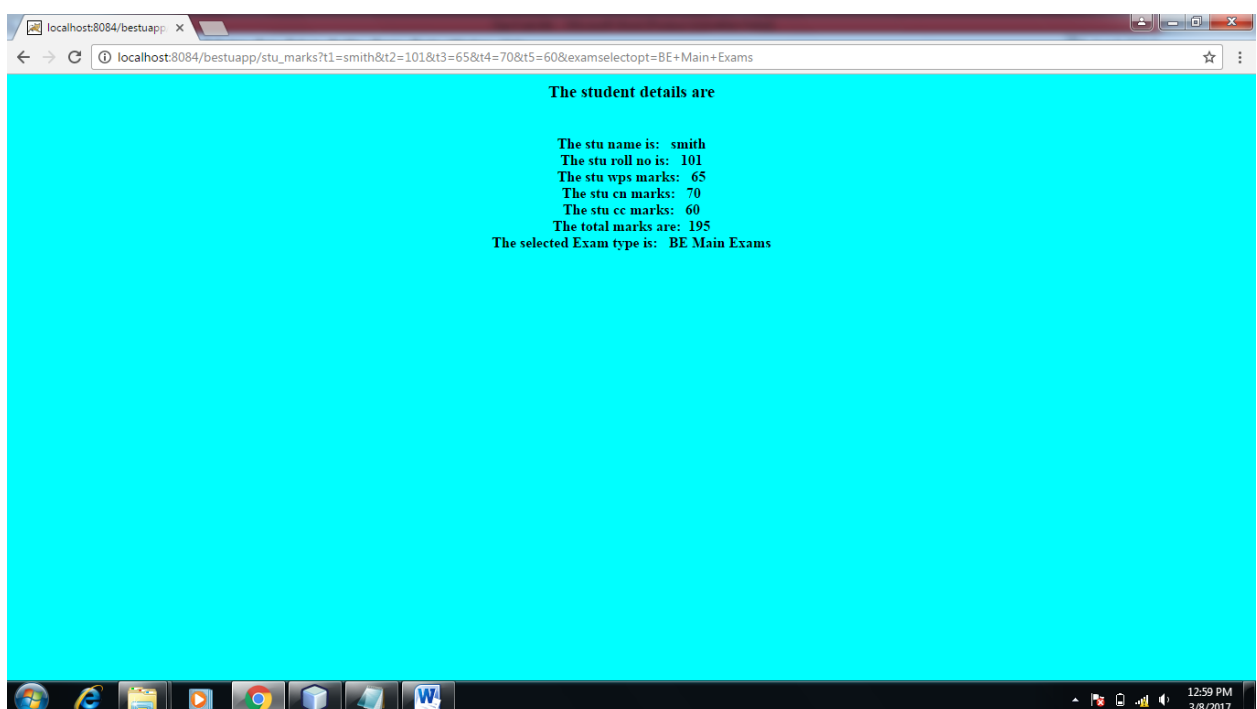 localhost:8084/bestuapp
localhost:8084/bestuapp/stu_marks?t1=smith&t2=101&t3=65&t4=70&t5=60&examselectopt=BE+Main+Exams
The student details are
The stu name is: smith
The stu roll no is: 101
The stu wps marks: 65
The stu cn marks: 70
The stu cc marks: 60
The total marks are: 195
The selected Exam type is: BE Main Exams
12:59 PM
3/8/2017